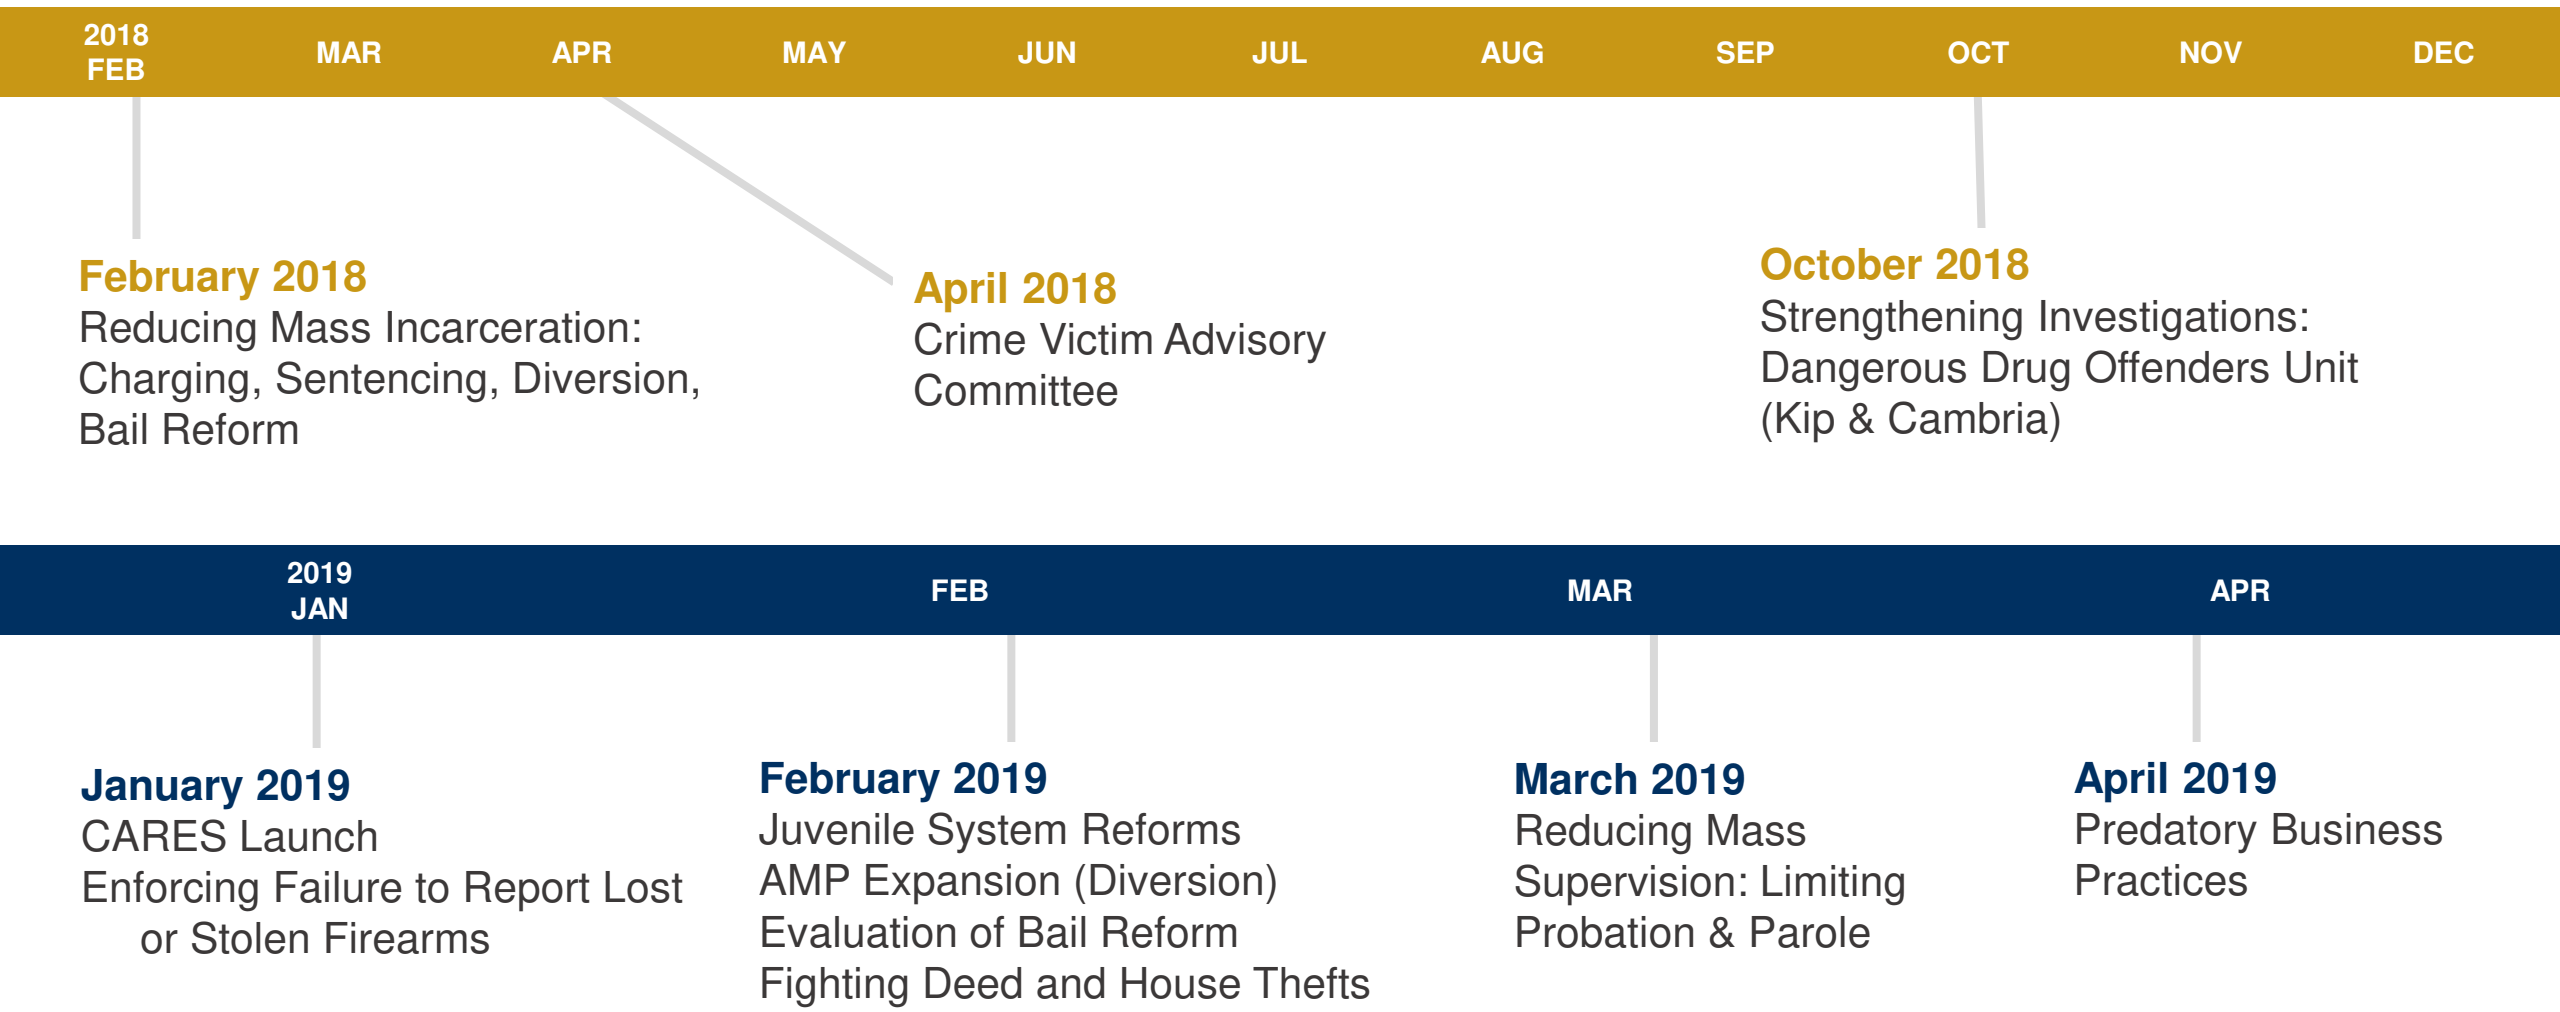 2018
FEB
MAR
APR
MAY
JUN
JUL
AUG
SEP
OCT
NOV
DEC
February 2018
Reducing Mass Incarceration:
Charging, Sentencing, Diversion,
Bail Reform
April 2018
Crime Victim Advisory
Committee
October 2018
Strengthening Investigations:
Dangerous Drug Offenders Unit
(Kip & Cambria)
2019
JAN
FEB
MAR
APR
January 2019
CARES Launch
Enforcing Failure to Report Lost
or Stolen Firearms
February 2019
Juvenile System Reforms
AMP Expansion (Diversion)
Evaluation of Bail Reform
Fighting Deed and House Thefts
March 2019
Reducing Mass
Supervision: Limiting
Probation & Parole
April 2019
Predatory Business
Practices